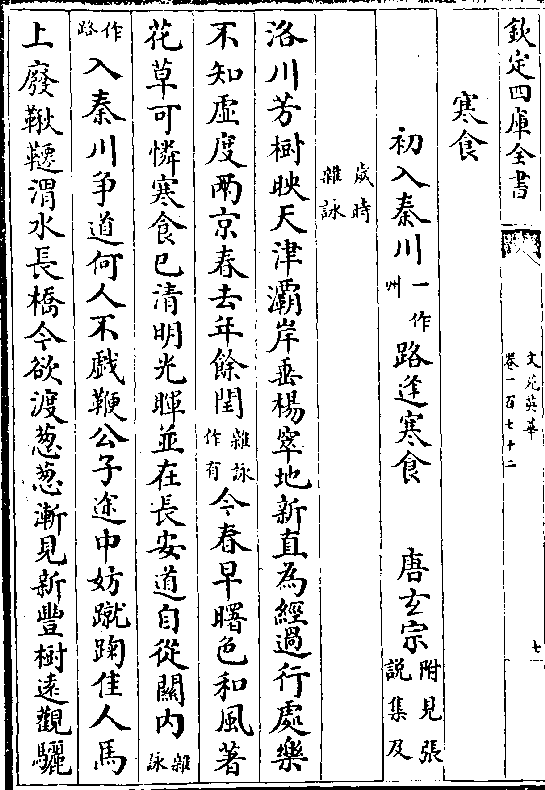 欽定四庫全書
文苑英華
卷一百七十二
七
寒食
初入秦川一作州路逢寒食 唐玄宗附見張説集及
歲時雜詠
洛川芳樹映天津灞岸垂楊窣地新直為經過行處樂
不知虛度兩京春去年餘閏雜詠作有今春早曙色和風著
花草可憐寒食已清明光暉並在長安道自從關内雜詠
作路入秦川爭道何人不戲鞭公子途中妨蹴踘佳人馬
上廢鞦韆渭水長橋今欲渡葱葱漸見新豐樹遠觀驪